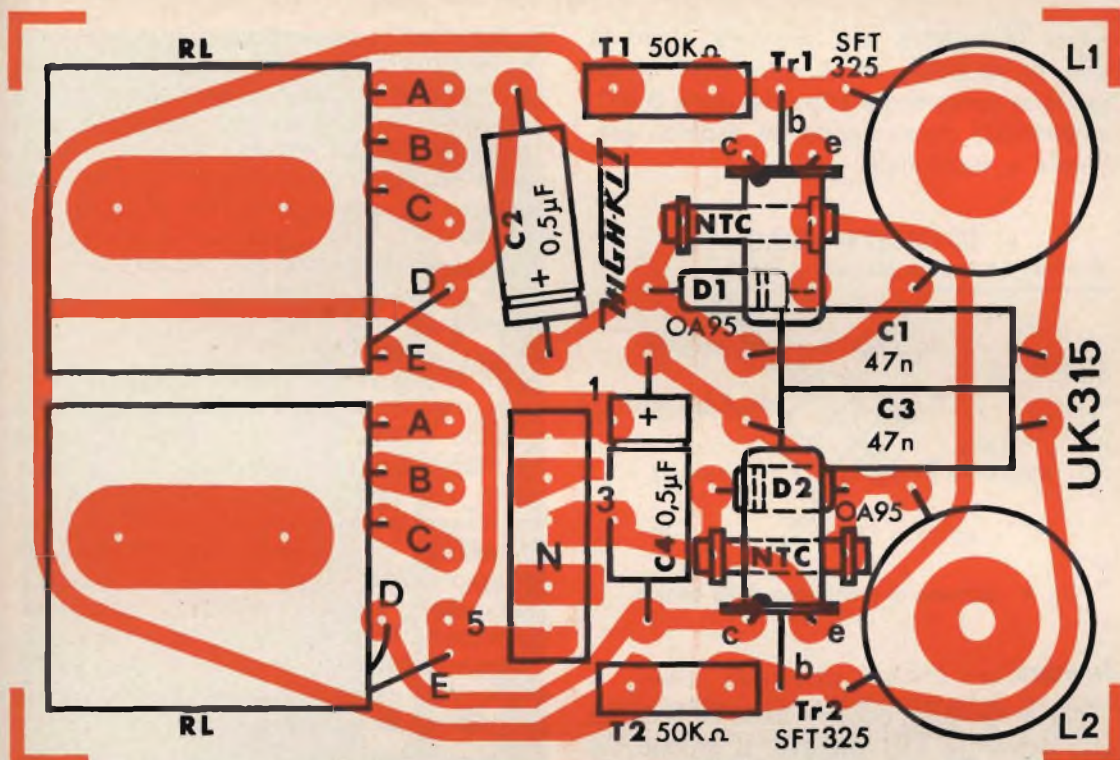 RL
A
B
C
D
E
T1 50KΩ
Tr1
SFT
325
L1
b
c
e
C2
+ 0,5µF
HIGH-KIT
NTC
D1
OA95
C1
47n
C3
47n
UK315
A
B
C
D
E
5
1
3
N
+
C4 0,5µF
D2
OA95
NTC
c
e
b
RL
T2 50KΩ
Tr2
SFT325
L2